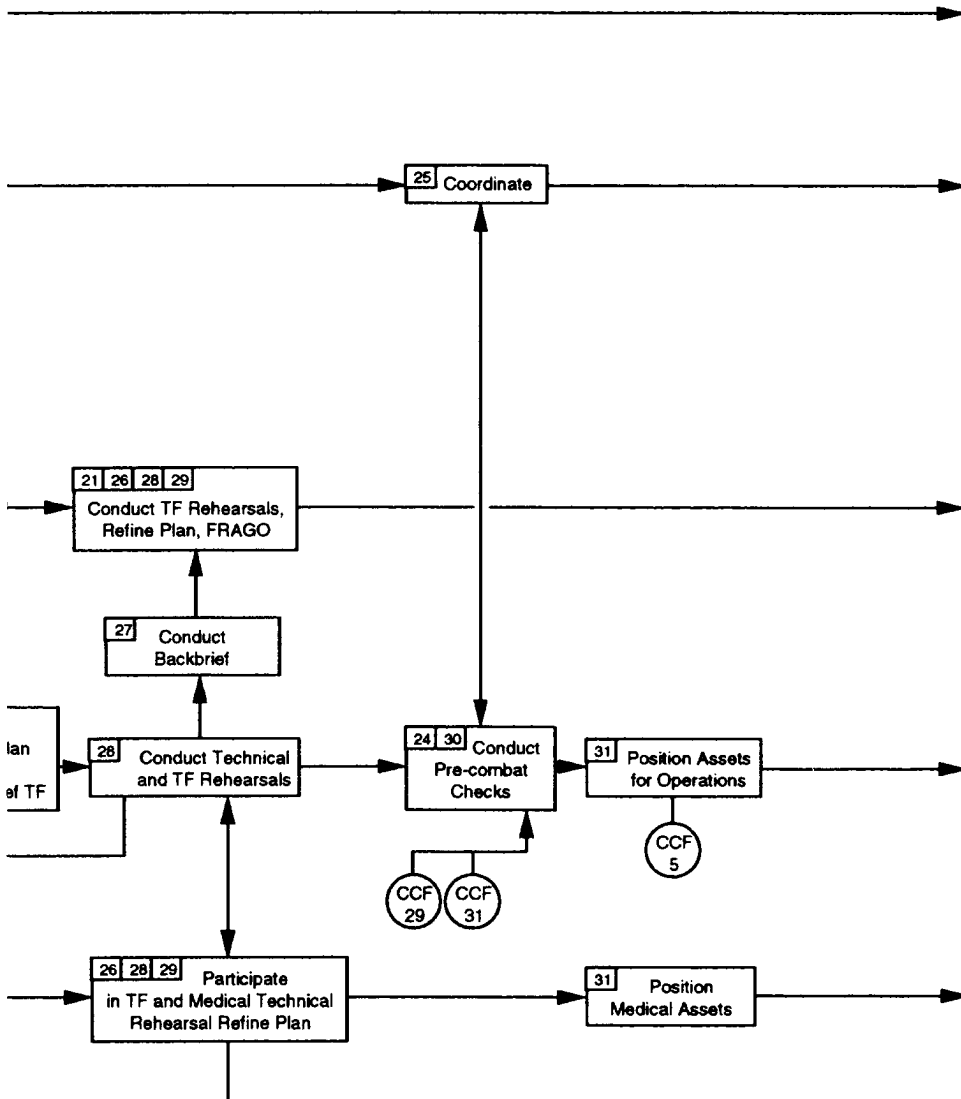 25 Coordinate
21 26 28 29
Conduct TF Rehearsals,
Refine Plan, FRAGO
27
Conduct
Backbrief
lan
ef TF
28 Conduct Technical
and TF Rehearsals
24 30 Conduct
Pre-combat
Checks
31 Position Assets
for Operations
CCF
5
CCF
29
CCF
31
26 28 29 Participate
in TF and Medical Technical
Rehearsal Refine Plan
31 Position
Medical Assets